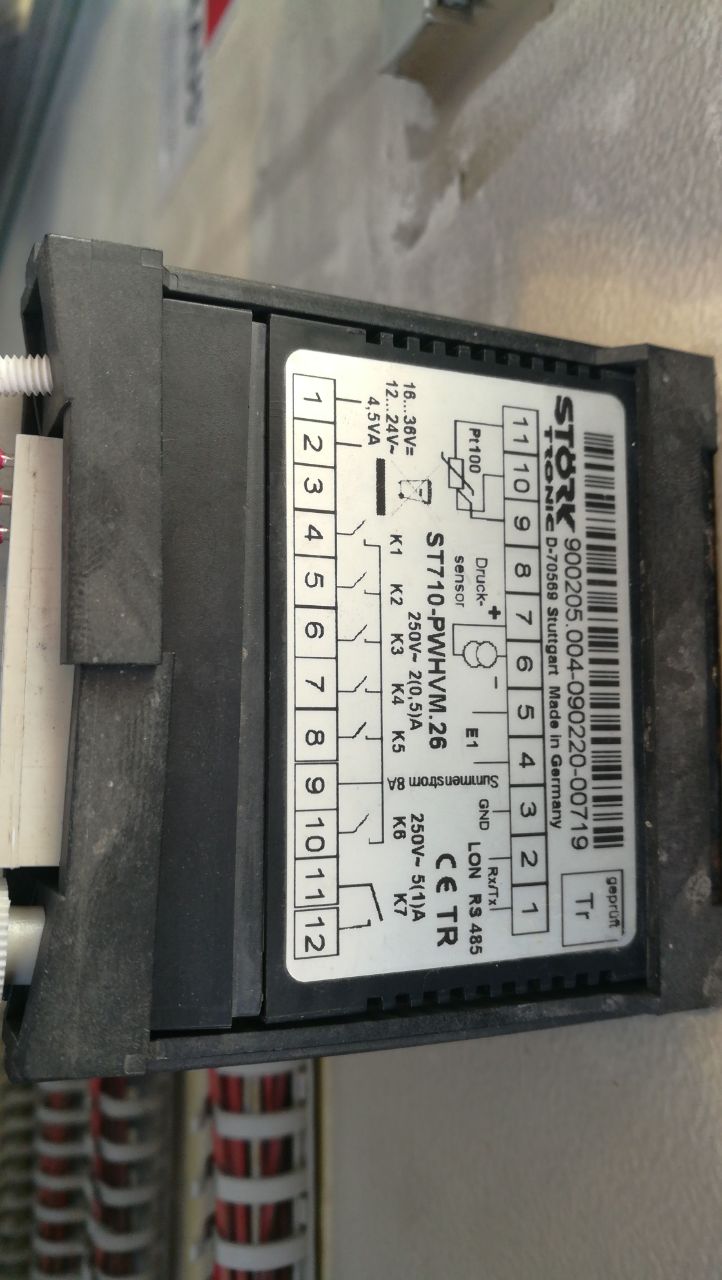 900205.004-090220-00719
STÖRK
TRONIC
D-70569 Stuttgart Made in Germany
geprüft
Tr
11 10 9 8 7 6 5 4 3 2 1
Pt100
Druck-
sensor
+
-
E1
GND
LON
Rx/Tx
RS 485
Summenstrom 8A
ST710-PWHVM.26
CE TR
16...36V=
12...24V~
4,5VA
250V~ 2(0,5)A
250V~ 5(1)A
K1 K2 K3 K4 K5 K6 K7
1 2 3 4 5 6 7 8 9 10 11 12